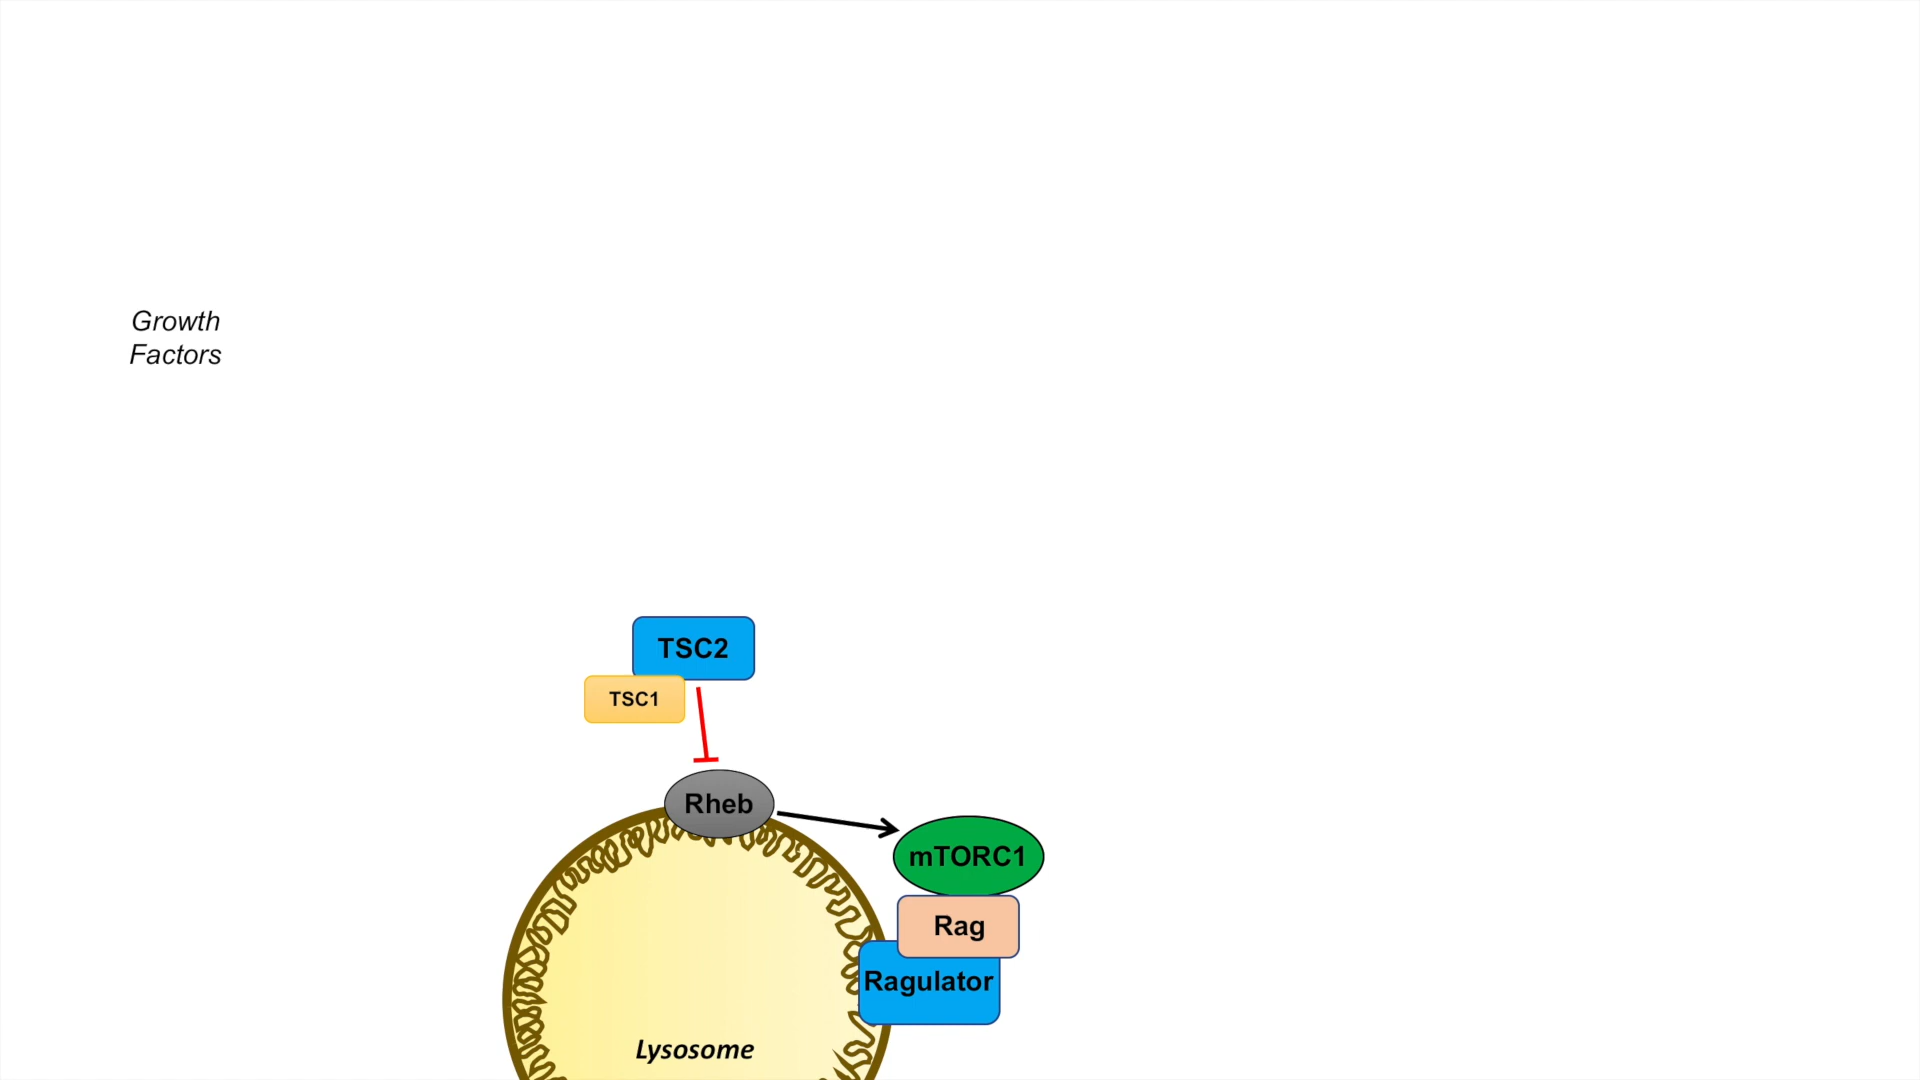 Growth
Factors
TSC2
TSC1
Rheb
mTORC1
Rag
Ragulator
Lysosome